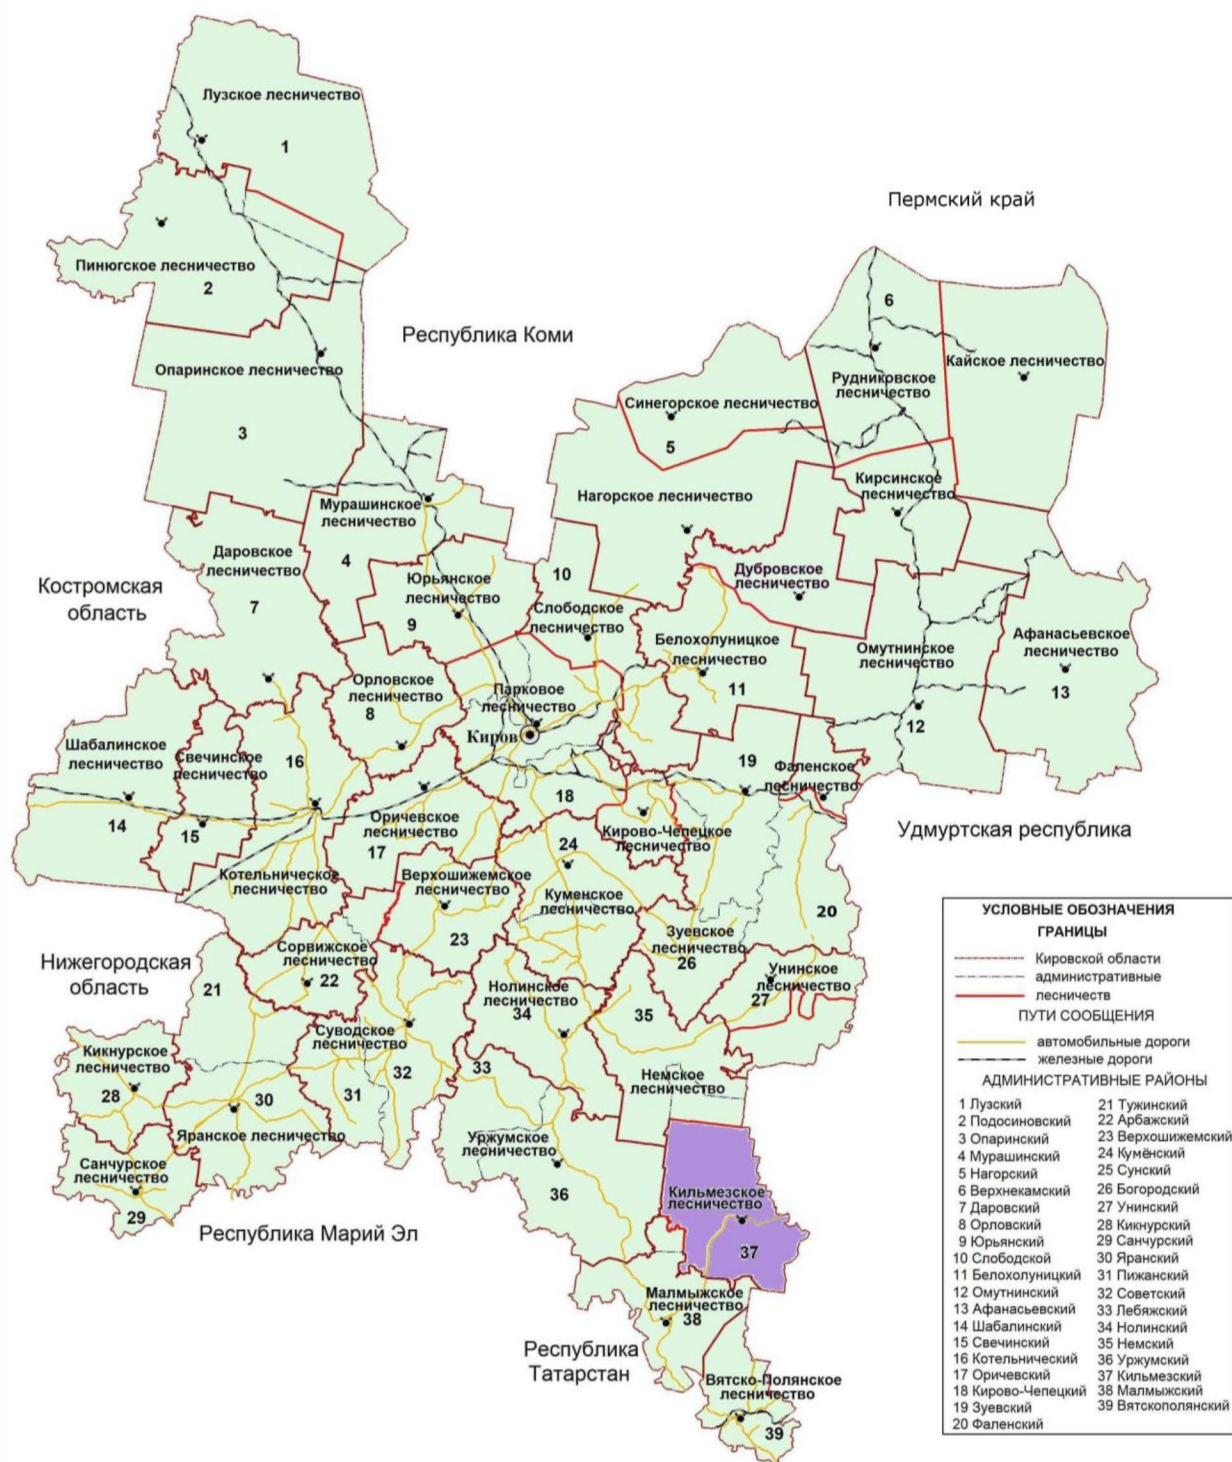 Лузское лесничество
1
Пермский край
Пинюгское лесничество
2
6
Республика Коми
Опаринское лесничество
Кайское лесничество
Рудниковское
лесничество
Синегорское лесничество
3
5
Кирсинское
лесничество
Нагорское лесничество
Мурашинское
лесничество
Даровское
лесничество
4
10
Дубровское
лесничество
Костромская
область
Юрьянское
лесничество
7
9
Слободское
лесничество
Белохолуницкое
лесничество
Афанасьевское
лесничество
Омутнинское
лесничество
Орловское
лесничество
8
Парковое
лесничество
11
13
12
Киров
Шабалинское
лесничество
Свечинское
лесничество
16
19
Фаленское
лесничество
18
14
15
Оричевское
лесничество
17
Кирово-Чепецкое
лесничество
Удмуртская республика
24
Котельническое
лесничество
Верхошижемское
лесничество
Куменское
лесничество
20
23
Зуевское
лесничество
26
Нижегородская
область
Сорвижское
лесничество
22
21
Унинское
лесничество
27
Нолинское
лесничество
34
35
Суводское
лесничество
Кикнурское
лесничество
28
32
33
31
30
Немское
лесничество
Яранское лесничество
Уржумское
лесничество
Санчурское
лесничество
29
36
Кильмезское
лесничество
37
Республика Марий Эл
Малмыжское
лесничество
38
Республика
Татарстан
Вятско-Полянское
лесничество
39
УСЛОВНЫЕ ОБОЗНАЧЕНИЯ
ГРАНИЦЫ
Кировской области
административные
лесничеств
ПУТИ СООБЩЕНИЯ
автомобильные дороги
железные дороги
АДМИНИСТРАТИВНЫЕ РАЙОНЫ
1 Лузский
2 Подосиновский
3 Опаринский
4 Мурашинский
5 Нагорский
6 Верхнекамский
7 Даровский
8 Орловский
9 Юрьянский
10 Слободской
11 Белохолуницкий
12 Омутнинский
13 Афанасьевский
14 Шабалинский
15 Свечинский
16 Котельнический
17 Оричевский
18 Кирово-Чепецкий
19 Зуевский
20 Фаленский
21 Тужинский
22 Арбажский
23 Верхошижемский
24 Кумёнский
25 Сунский
26 Богородский
27 Унинский
28 Кикнурский
29 Санчурский
30 Яранский
31 Пижанский
32 Советский
33 Лебяжский
34 Нолинский
35 Немский
36 Уржумский
37 Кильмезский
38 Малмыжский
39 Вятскополянский